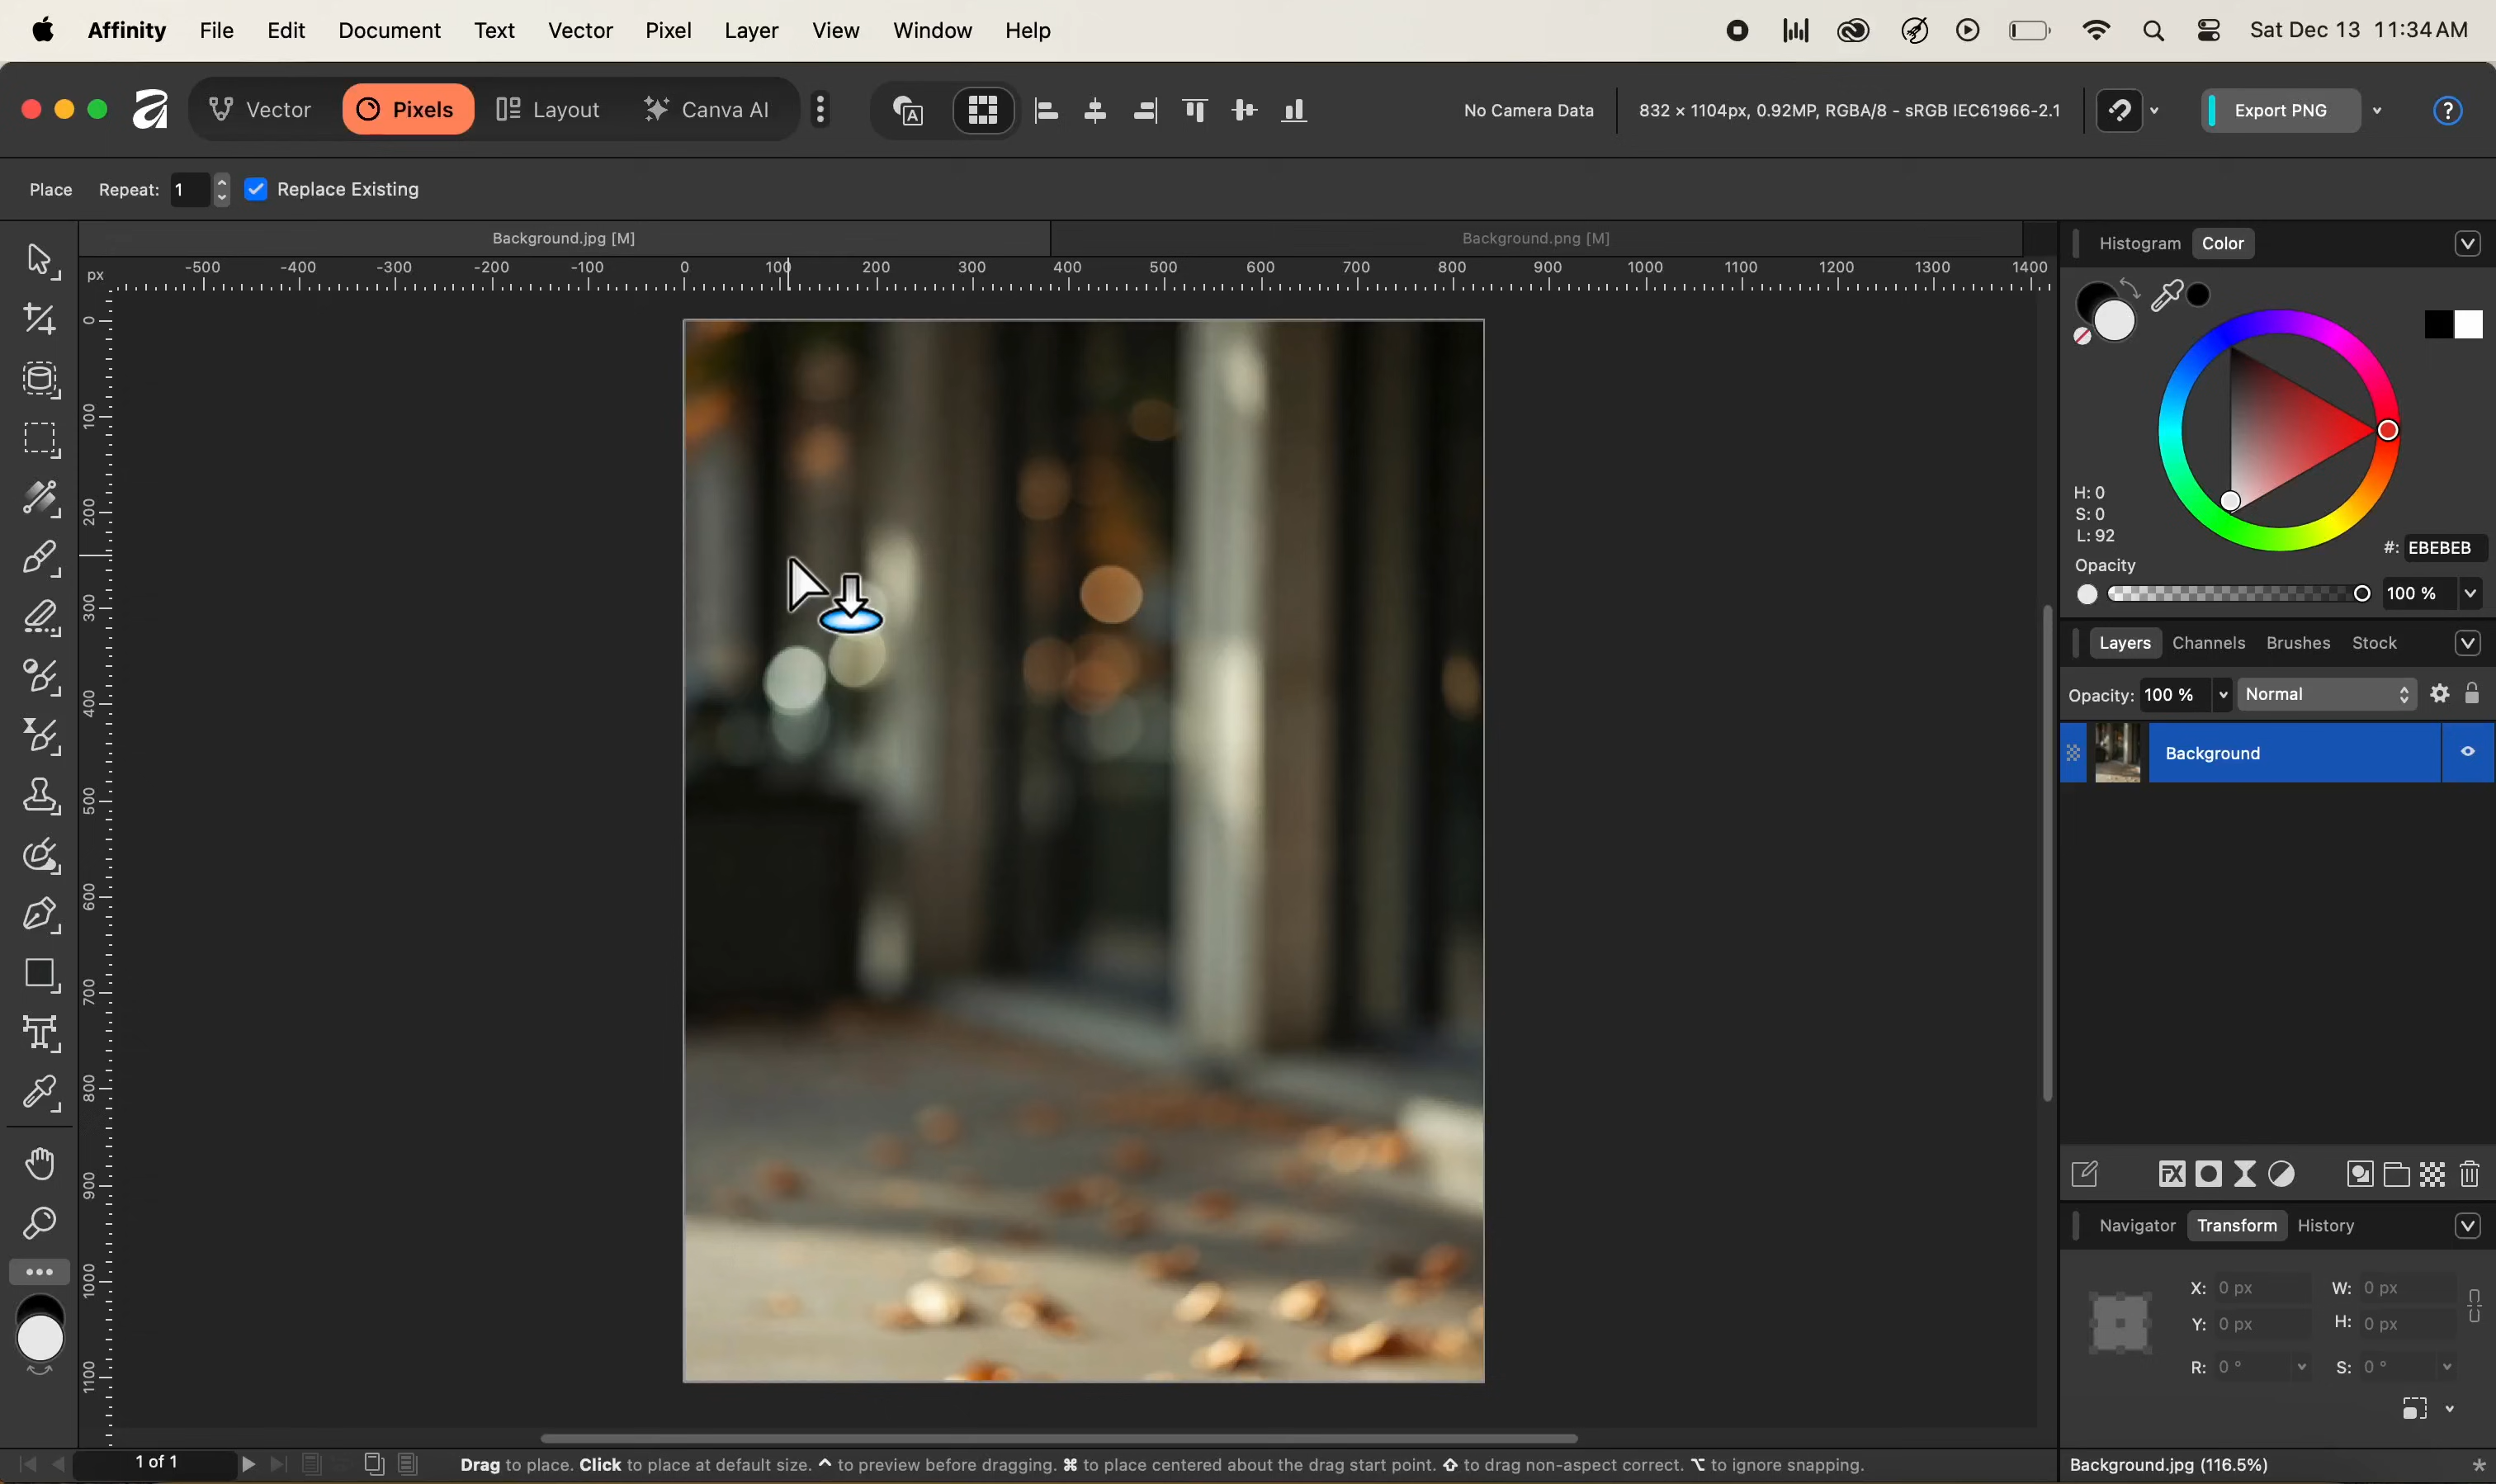 Affinity File Edit Document Text Vector Pixel Layer View Window Help Sat Dec 13 11:34 AM
Vector Pixels Layout Canva AI No Camera Data 832 × 1104px, 0.92MP, RGBA/8 - sRGB IEC61966-2.1 Export PNG ?
Place Repeat: 1 Replace Existing
Background.jpg [M] Background.png [M]
Histogram Color
px -500 -400 -300 -200 -100 0 100 200 300 400 500 600 700 800 900 1000 1100 1200 1300 1400
0
100
200
300
400
500
600
700
800
900
1000
1100
H: 0
S: 0
L: 92
#: EBEBEB
Opacity
100 %
Layers Channels Brushes Stock
Opacity: 100 % Normal
Background
FX
Navigator Transform History
X: 0 px W: 0 px
Y: 0 px H: 0 px
R: 0 ° S: 0 °
1 of 1 Drag to place. Click to place at default size. ⌃ to preview before dragging. ⌘ to place centered about the drag start point. ⇧ to drag non-aspect correct. ⌥ to ignore snapping. Background.jpg (116.5%) *